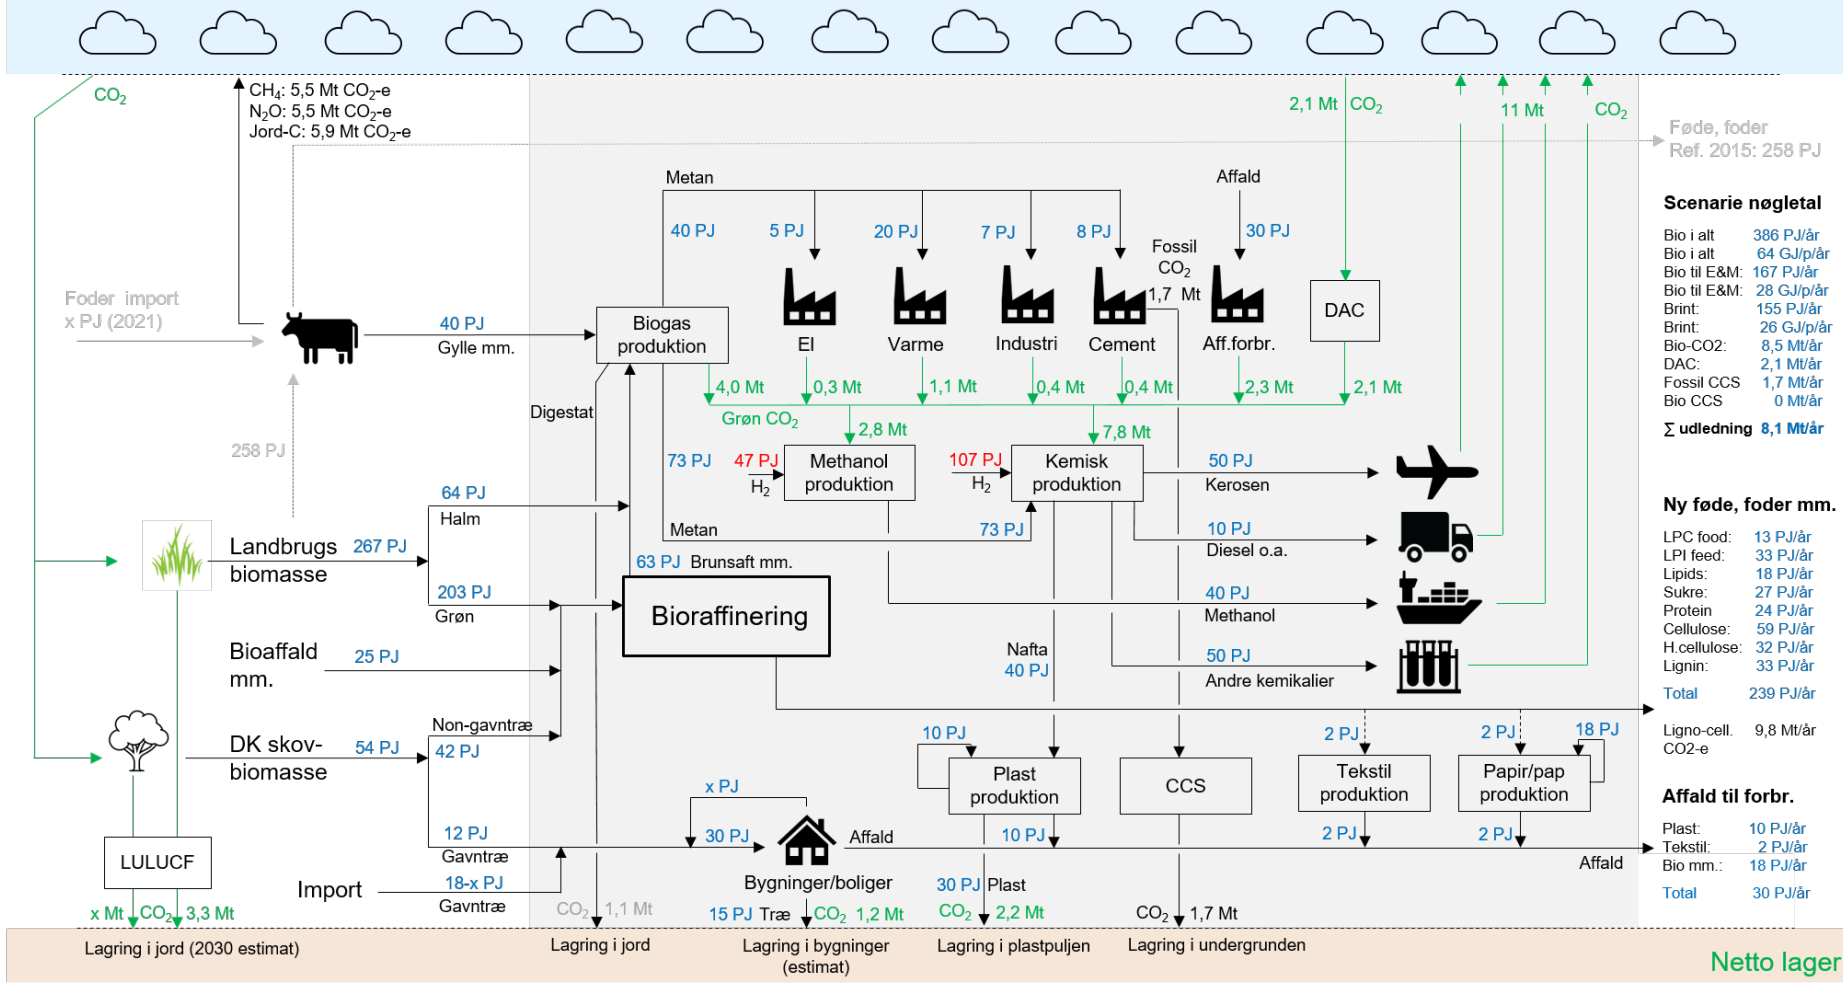 CO₂
CH₄: 5,5 Mt CO₂-e
N₂O: 5,5 Mt CO₂-e
Jord-C: 5,9 Mt CO₂-e
2,1 Mt CO₂
11 Mt
CO₂
Føde, foder
Ref. 2015: 258 PJ
Metan
Affald
40 PJ
5 PJ
20 PJ
7 PJ
8 PJ
30 PJ
Fossil
CO₂
1,7 Mt
Foder import
x PJ (2021)
40 PJ
Gylle mm.
Biogas
produktion
El
Varme
Industri
Cement
Aff.forbr.
DAC
4,0 Mt
0,3 Mt
1,1 Mt
0,4 Mt
0,4 Mt
2,3 Mt
2,1 Mt
Digestat
Grøn CO₂
2,8 Mt
7,8 Mt
258 PJ
73 PJ
47 PJ
H₂
Methanol
produktion
107 PJ
H₂
Kemisk
produktion
50 PJ
Kerosen
64 PJ
Halm
Metan
73 PJ
10 PJ
Diesel o.a.
Landbrugs
biomasse
267 PJ
63 PJ Brunsaft mm.
203 PJ
Grøn
Bioraffinering
40 PJ
Methanol
Bioaffald
mm.
25 PJ
Nafta
40 PJ
50 PJ
Andre kemikalier
Non-gavntræ
42 PJ
DK skov-
biomasse
54 PJ
10 PJ
2 PJ
2 PJ
18 PJ
Plast
produktion
CCS
Tekstil
produktion
Papir/pap
produktion
x PJ
12 PJ
Gavntræ
30 PJ
Affald
10 PJ
2 PJ
2 PJ
Affald
LULUCF
Import
18-x PJ
Gavntræ
Bygninger/boliger
30 PJ Plast
x Mt CO₂ 3,3 Mt
CO₂ 1,1 Mt
15 PJ Træ CO₂ 1,2 Mt
CO₂ 2,2 Mt
CO₂ 1,7 Mt
Lagring i jord (2030 estimat)
Lagring i jord
Lagring i bygninger
(estimat)
Lagring i plastpuljen
Lagring i undergrunden
Netto lager
Scenarie nøgletal
Bio i alt 386 PJ/år
Bio i alt 64 GJ/p/år
Bio til E&M: 167 PJ/år
Bio til E&M: 28 GJ/p/år
Brint: 155 PJ/år
Brint: 26 GJ/p/år
Bio-CO2: 8,5 Mt/år
DAC: 2,1 Mt/år
Fossil CCS 1,7 Mt/år
Bio CCS 0 Mt/år
∑ udledning 8,1 Mt/år
Ny føde, foder mm.
LPC food: 13 PJ/år
LPI feed: 33 PJ/år
Lipids: 18 PJ/år
Sukre: 27 PJ/år
Protein 24 PJ/år
Cellulose: 59 PJ/år
H.cellulose: 32 PJ/år
Lignin: 33 PJ/år
Total 239 PJ/år
Ligno-cell. 9,8 Mt/år
CO2-e
Affald til forbr.
Plast: 10 PJ/år
Tekstil: 2 PJ/år
Bio mm.: 18 PJ/år
Total 30 PJ/år